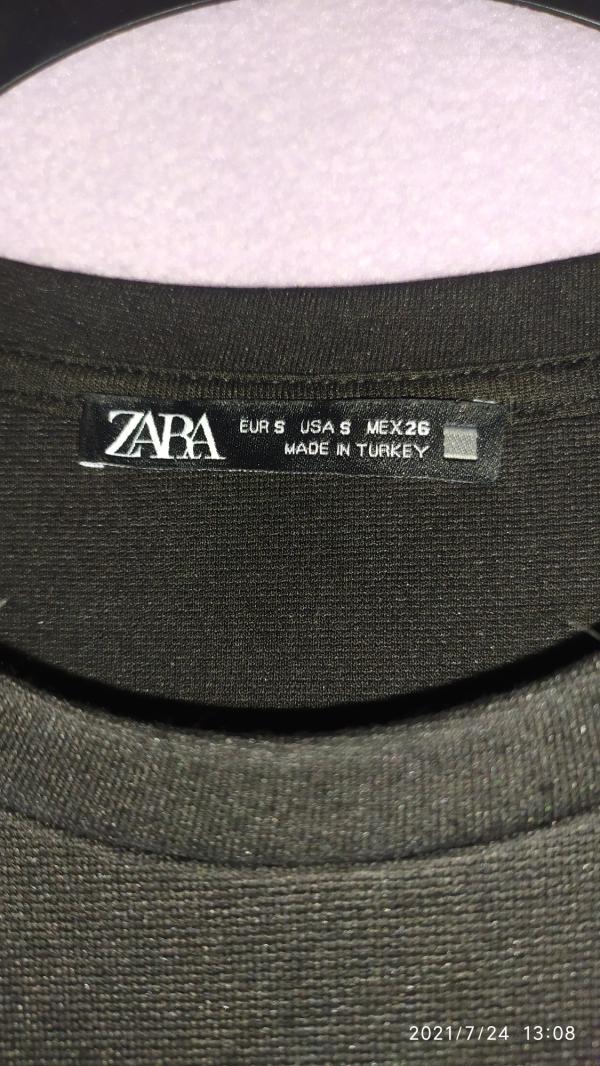 ZARA
EUR S USA S MEX 26
MADE IN TURKEY
2021/7/24 13:08